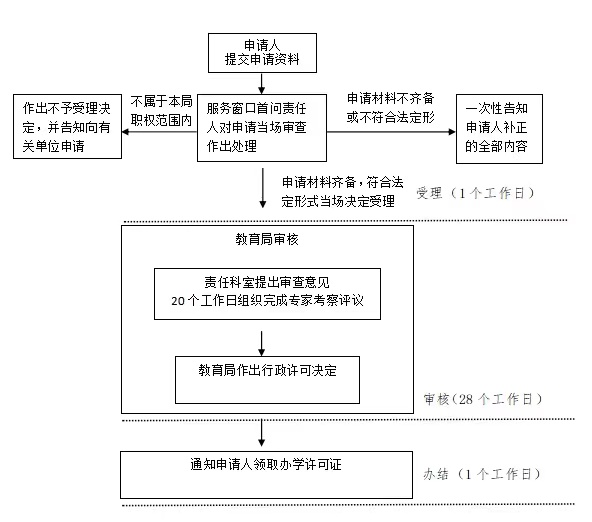 申请人
提交申请资料
作出不予受理决
定，并告知向有
关单位申请
不属于本局
职权范围内
服务窗口首问责任
人对申请当场审查
作出处理
申请材料不齐备
或不符合法定形
一次性告知
申请人补正
的全部内容
申请材料齐备，符合法
定形式当场决定受理
受理（1个工作日）
教育局审核
责任科室提出审查意见
20个工作日组织完成专家考察评议
教育局作出行政许可决定
审核（28个工作日）
通知申请人领取办学许可证
办结（1个工作日）